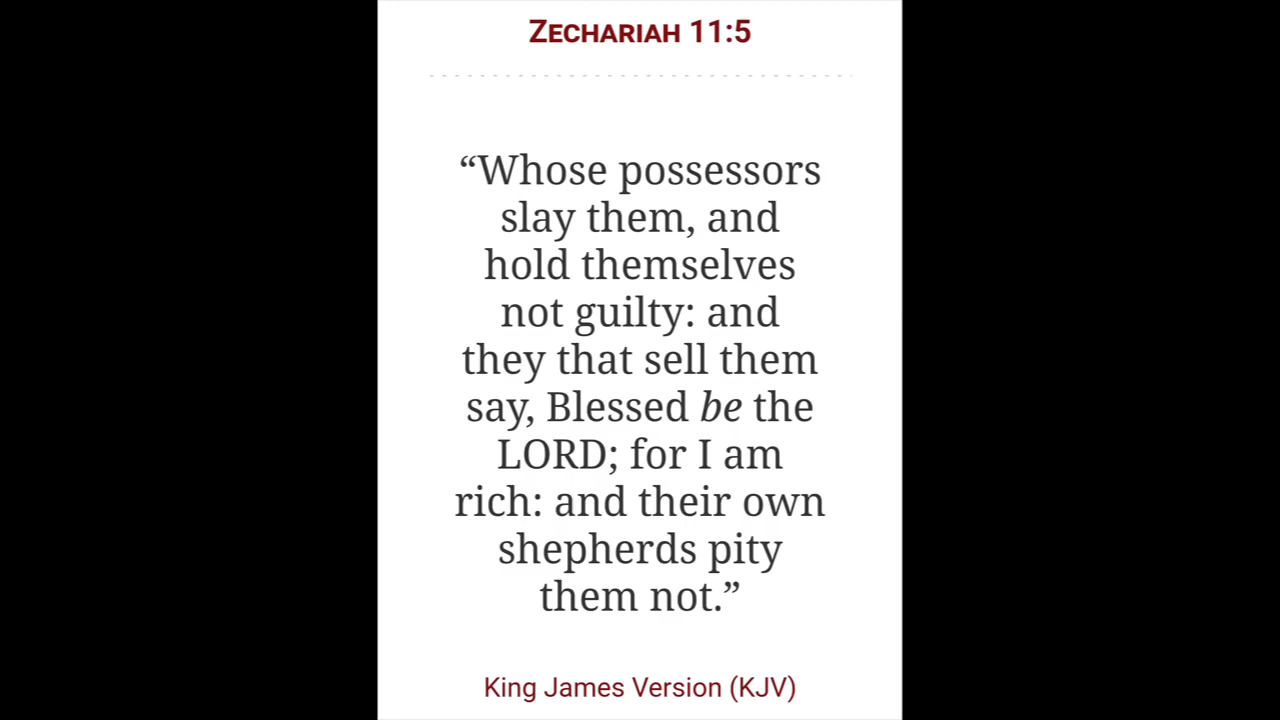 ZECHARIAH 11:5
“Whose possessors
slay them, and
hold themselves
not guilty: and
they that sell them
say, Blessed be the
LORD; for I am
rich: and their own
shepherds pity
them not.”
King James Version (KJV)